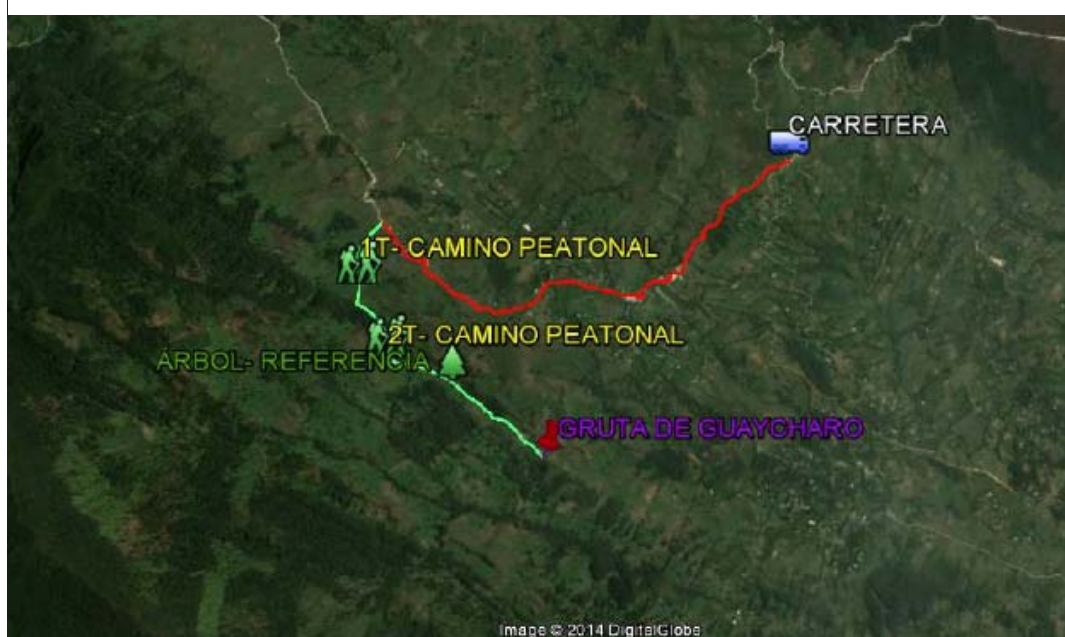 CARRETERA
1T- CAMINO PEATONAL
2T- CAMINO PEATONAL
ÁRBOL- REFERENCIA
GRUTA DE GUAYCHARO
Image © 2014 DigitalGlobe